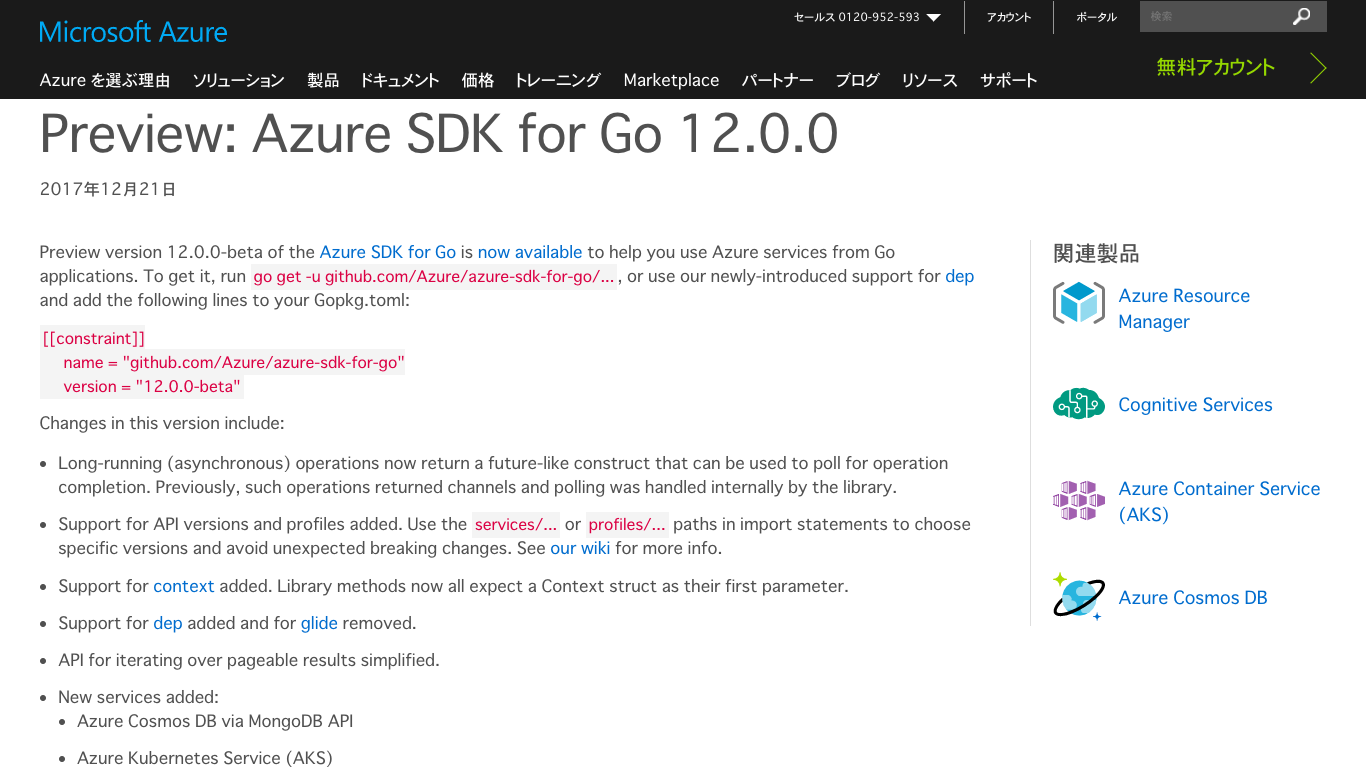 Microsoft Azure
セールス 0120-952-593
アカウント
ポータル
検索
Azure を選ぶ理由
ソリューション
製品
ドキュメント
価格
トレーニング
Marketplace
パートナー
ブログ
リソース
サポート
無料アカウント
Preview: Azure SDK for Go 12.0.0
2017年12月21日
Preview version 12.0.0-beta of the Azure SDK for Go is now available to help you use Azure services from Go
applications. To get it, run go get -u github.com/Azure/azure-sdk-for-go/... , or use our newly-introduced support for dep
and add the following lines to your Gopkg.toml:
[[constraint]]
name = "github.com/Azure/azure-sdk-for-go"
version = "12.0.0-beta"
Changes in this version include:
• Long-running (asynchronous) operations now return a future-like construct that can be used to poll for operation
completion. Previously, such operations returned channels and polling was handled internally by the library.
• Support for API versions and profiles added. Use the services/... or profiles/... paths in import statements to choose
specific versions and avoid unexpected breaking changes. See our wiki for more info.
• Support for context added. Library methods now all expect a Context struct as their first parameter.
• Support for dep added and for glide removed.
• API for iterating over pageable results simplified.
• New services added:
• Azure Cosmos DB via MongoDB API
• Azure Kubernetes Service (AKS)
関連製品
Azure Resource
Manager
Cognitive Services
Azure Container Service
(AKS)
Azure Cosmos DB